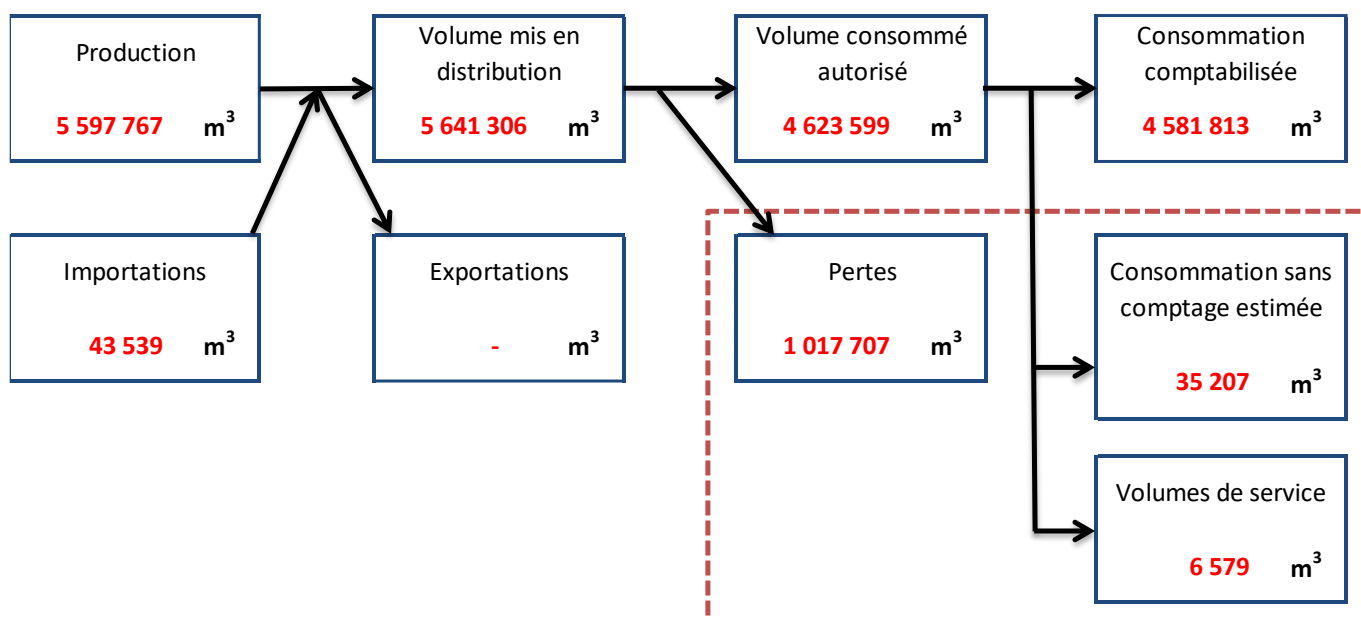 Production
5 597 767 m³
Volume mis en
distribution
5 641 306 m³
Volume consommé
autorisé
4 623 599 m³
Consommation
comptabilisée
4 581 813 m³
Importations
43 539 m³
Exportations
- m³
Pertes
1 017 707 m³
Consommation sans
comptage estimée
35 207 m³
Volumes de service
6 579 m³